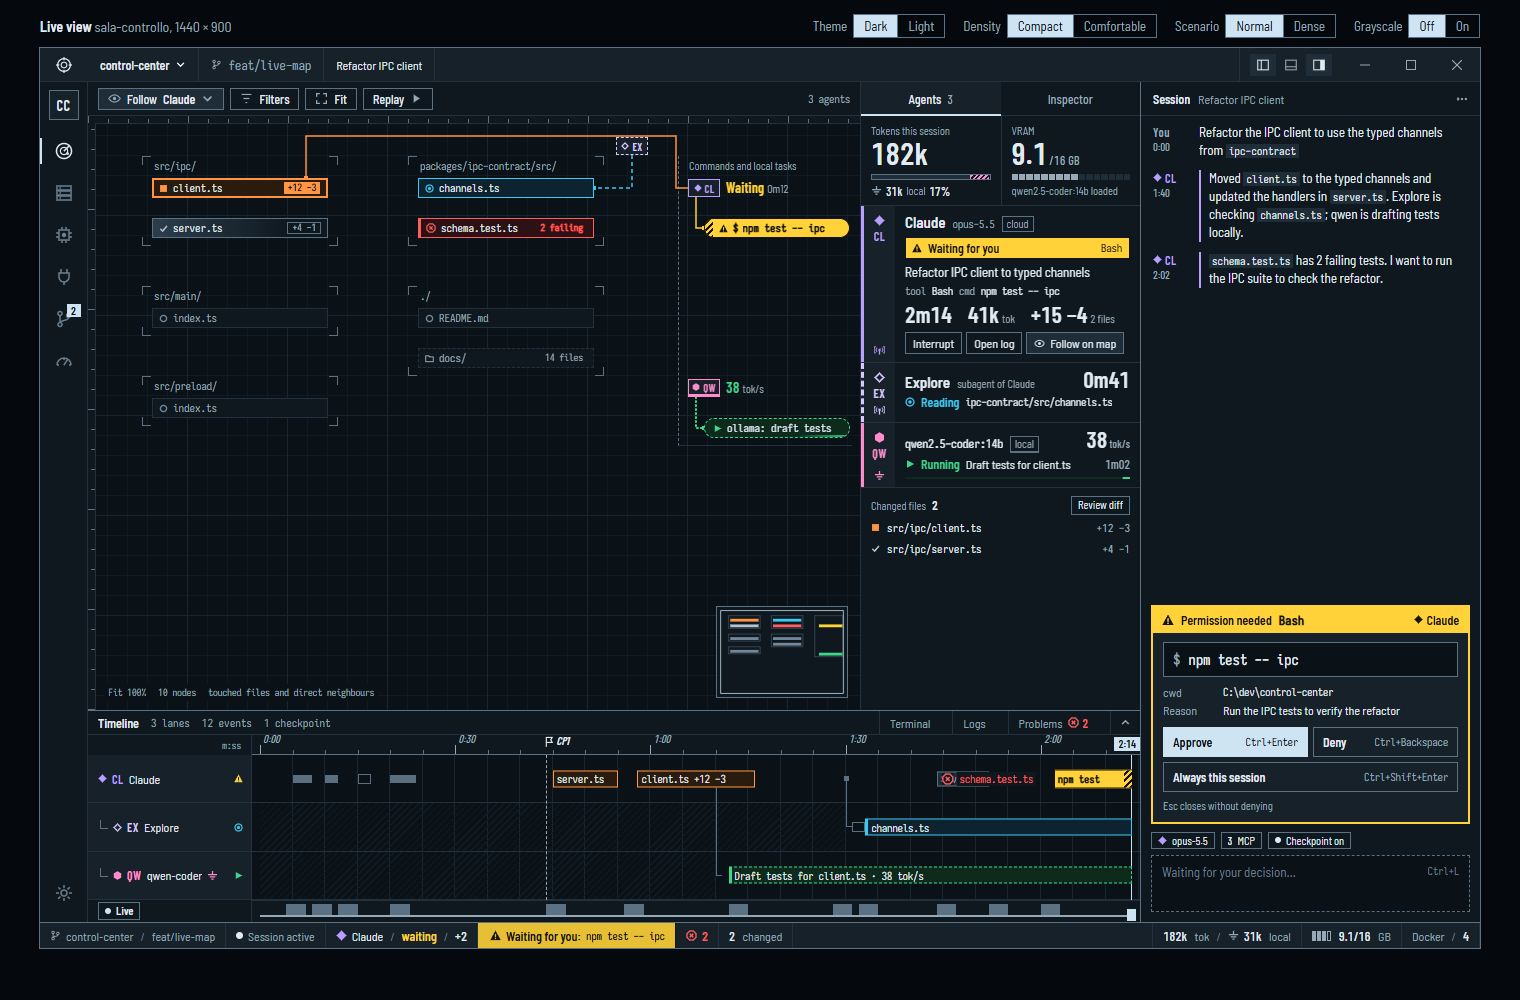 Live view sala-controllo, 1440 × 900
Theme Dark Light Density Compact Comfortable Scenario Normal Dense Grayscale Off On
control-center feat/live-map Refactor IPC client
CC
2
Follow Claude Filters Fit Replay 3 agents
EX
src/ipc/
client.ts +12 −3
server.ts +4 −1
packages/ipc-contract/src/
channels.ts
schema.test.ts 2 failing
Commands and local tasks
CL Waiting 0m12
$ npm test -- ipc
src/main/
index.ts
./
README.md
docs/ 14 files
src/preload/
index.ts
QW 38 tok/s
ollama: draft tests
Fit 100% 10 nodes touched files and direct neighbours
Agents 3 Inspector
Tokens this session
182k
31k local 17%
VRAM
9.1 / 16 GB
qwen2.5-coder:14b loaded
CL
Claude opus-5.5 cloud
Waiting for you Bash
Refactor IPC client to typed channels
tool Bash cmd npm test -- ipc
2m14 41k tok +15 −4 2 files
Interrupt Open log Follow on map
EX
Explore subagent of Claude 0m41
Reading ipc-contract/src/channels.ts
QW
qwen2.5-coder:14b local 38 tok/s
Running Draft tests for client.ts 1m02
Changed files 2 Review diff
src/ipc/client.ts +12 −3
src/ipc/server.ts +4 −1
Session Refactor IPC client
You
0:00
Refactor the IPC client to use the typed channels
from ipc-contract
CL
1:40
Moved client.ts to the typed channels and
updated the handlers in server.ts. Explore is
checking channels.ts; qwen is drafting tests
locally.
CL
2:02
schema.test.ts has 2 failing tests. I want to run
the IPC suite to check the refactor.
Permission needed Bash Claude
$ npm test -- ipc
cwd C:\dev\control-center
Reason Run the IPC tests to verify the refactor
Approve Ctrl+Enter
Deny Ctrl+Backspace
Always this session Ctrl+Shift+Enter
Esc closes without denying
opus-5.5 3 MCP Checkpoint on
Waiting for your decision... Ctrl+L
Timeline 3 lanes 12 events 1 checkpoint
Terminal Logs Problems 2
m:ss 0:00 0:30 CP1 1:00 1:30 2:00 2:14
CL Claude
server.ts client.ts +12 −3 schema.test.ts npm test
EX Explore
channels.ts
QW qwen-coder
Draft tests for client.ts · 38 tok/s
Live
control-center / feat/live-map Session active Claude / waiting / +2 Waiting for you: npm test -- ipc 2 2 changed 182k tok / 31k local 9.1/16 GB Docker / 4